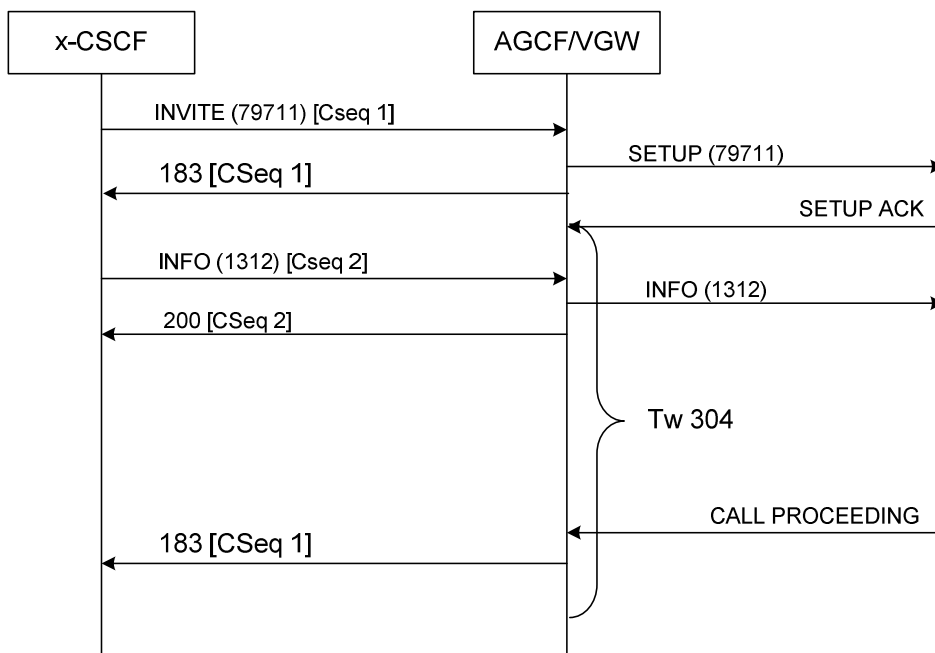 x-CSCF
AGCF/VGW
INVITE (79711) [Cseq 1]
SETUP (79711)
183 [CSeq 1]
SETUP ACK
INFO (1312) [Cseq 2]
INFO (1312)
200 [CSeq 2]
Tw 304
CALL PROCEEDING
183 [CSeq 1]